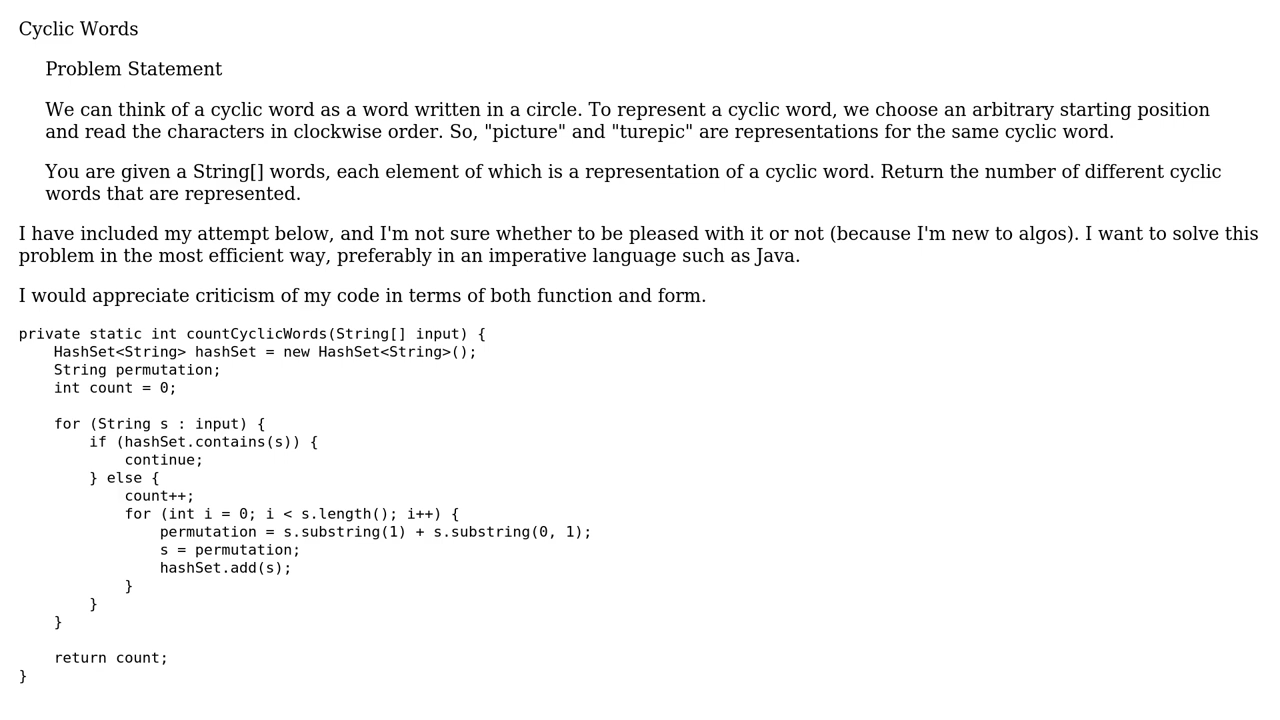 Cyclic Words
Problem Statement
We can think of a cyclic word as a word written in a circle. To represent a cyclic word, we choose an arbitrary starting position
and read the characters in clockwise order. So, "picture" and "turepic" are representations for the same cyclic word.
You are given a String[] words, each element of which is a representation of a cyclic word. Return the number of different cyclic
words that are represented.
I have included my attempt below, and I'm not sure whether to be pleased with it or not (because I'm new to algos). I want to solve this
problem in the most efficient way, preferably in an imperative language such as Java.
I would appreciate criticism of my code in terms of both function and form.
private static int countCyclicWords(String[] input) {
    HashSet<String> hashSet = new HashSet<String>();
    String permutation;
    int count = 0;

    for (String s : input) {
        if (hashSet.contains(s)) {
            continue;
        } else {
            count++;
            for (int i = 0; i < s.length(); i++) {
                permutation = s.substring(1) + s.substring(0, 1);
                s = permutation;
                hashSet.add(s);
            }
        }
    }

    return count;
}